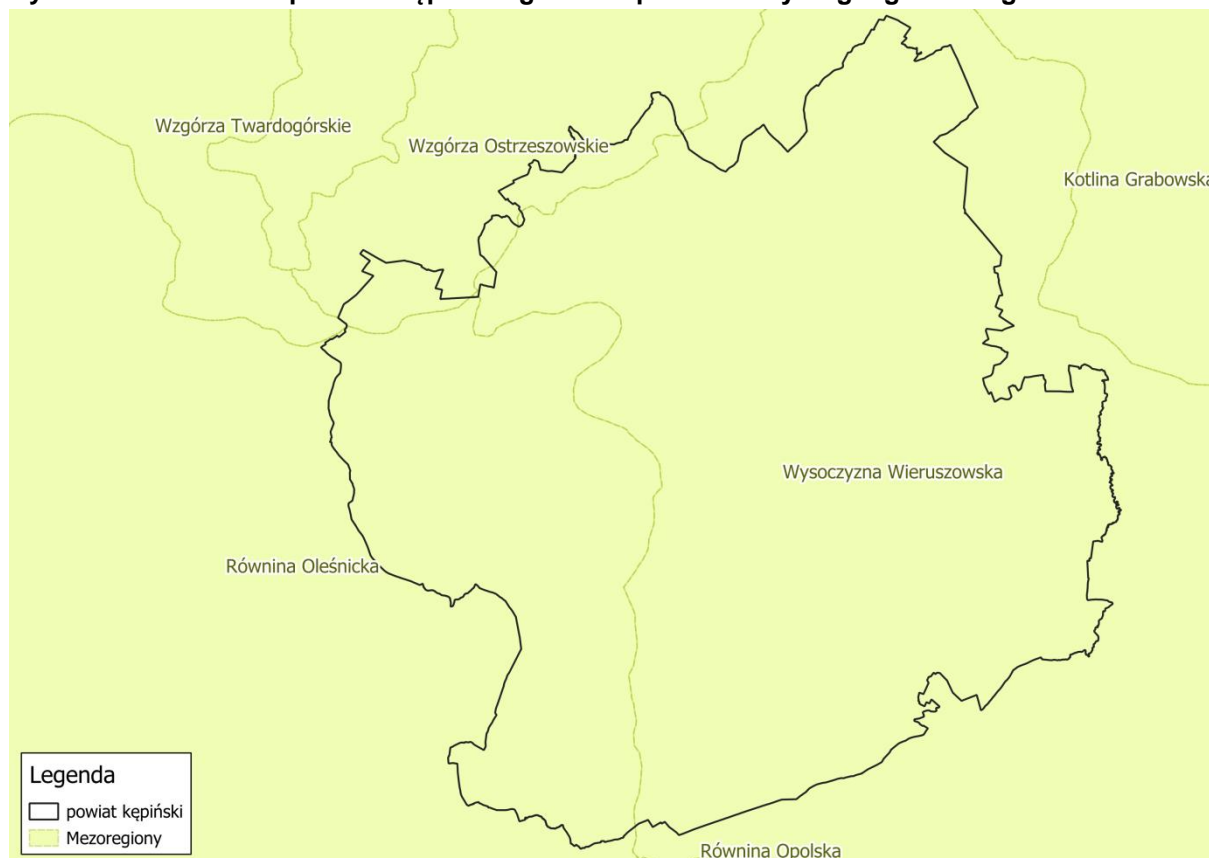 Wzgórza Twardogórskie
Wzgórza Ostrzeszowskie
Kotlina Grabowska
Wysoczyzna Wieruszowska
Równina Oleśnicka
Legenda
powiat kępiński
Mezoregiony
Równina Opolska